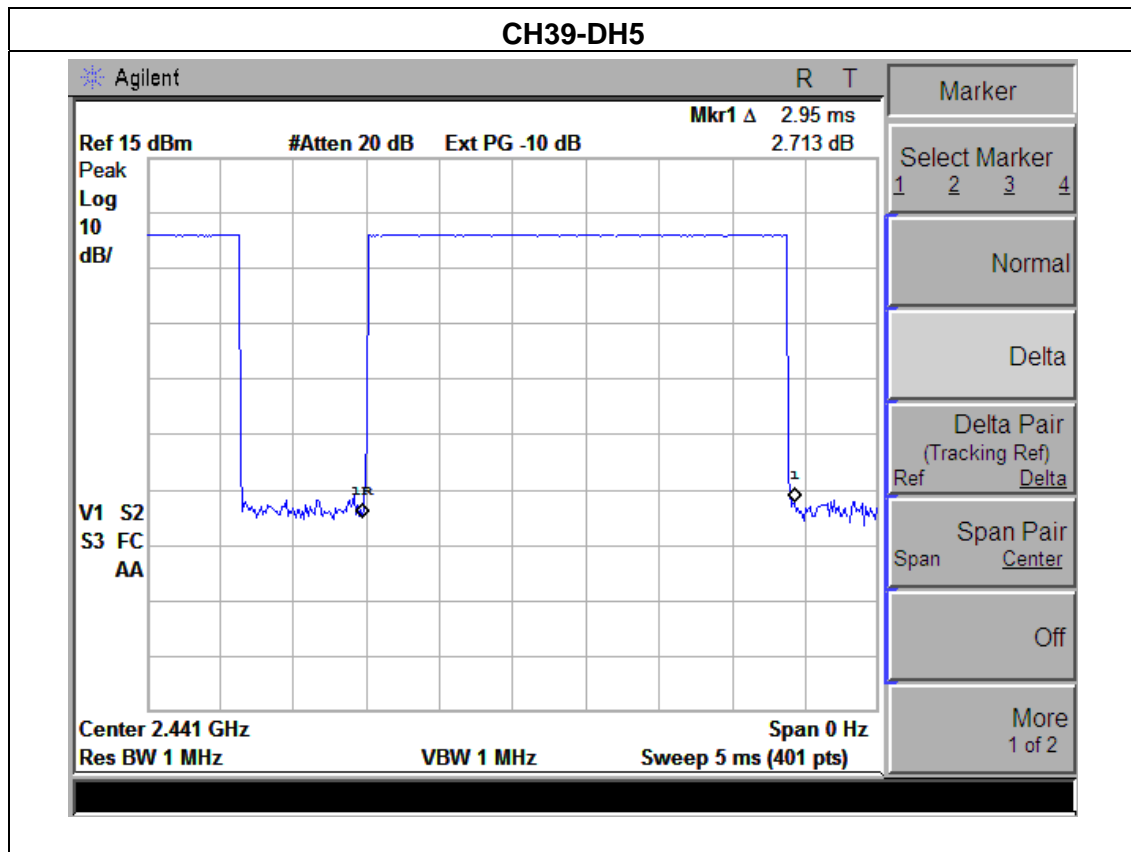 CH39-DH5
Agilent R T
Mkr1 Δ 2.95 ms
Ref 15 dBm #Atten 20 dB Ext PG -10 dB 2.713 dB
Peak
Log
10
dB/
1R
1
V1 S2
S3 FC
AA
Center 2.441 GHz Span 0 Hz
Res BW 1 MHz VBW 1 MHz Sweep 5 ms (401 pts)
Marker
Select Marker
1 2 3 4
Normal
Delta
Delta Pair
(Tracking Ref)
Ref Delta
Span Pair
Span Center
Off
More
1 of 2